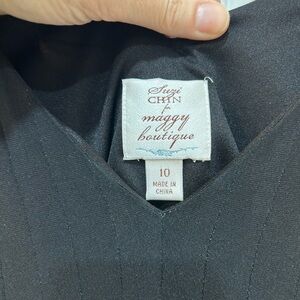 Suzi
CHIN
for
maggy
boutique
10
MADE IN
CHINA